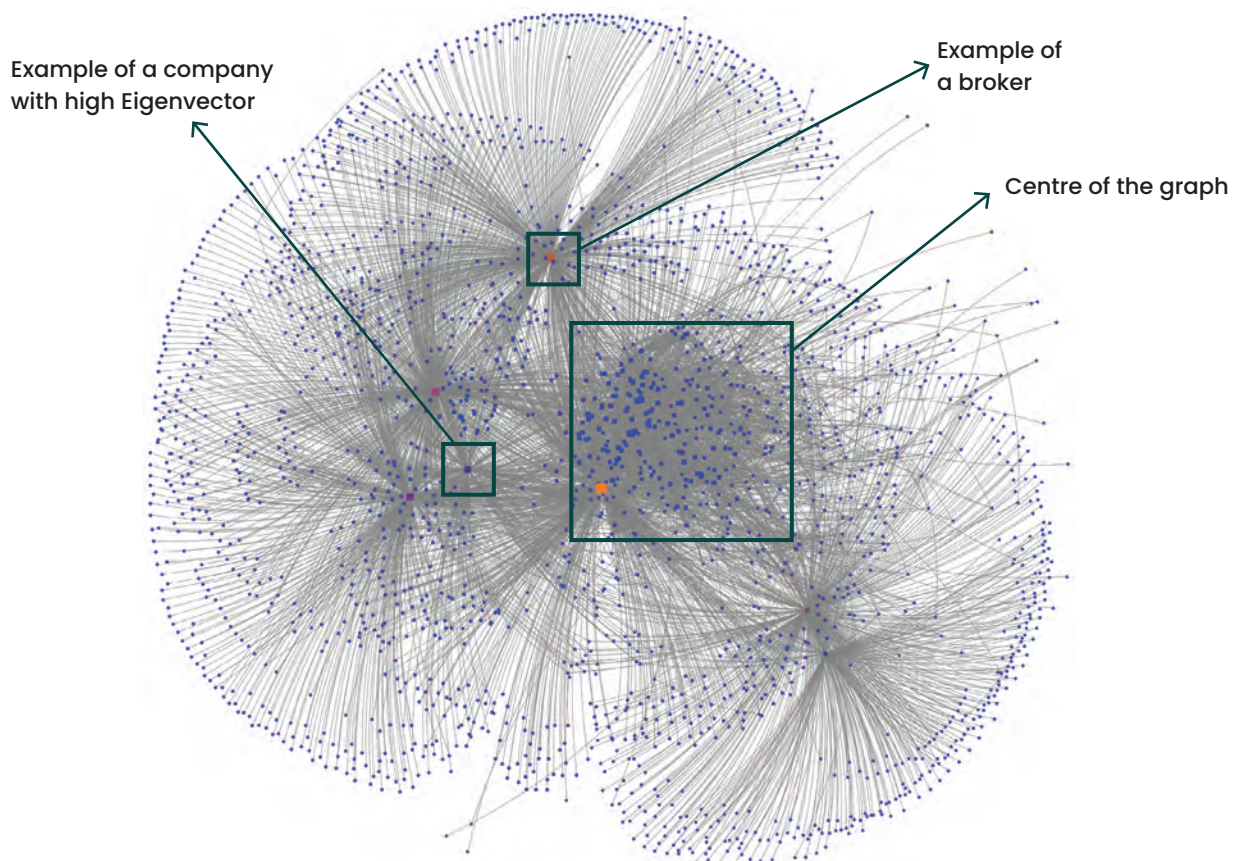 Example of a company
with high Eigenvector
Example of
a broker
Centre of the graph